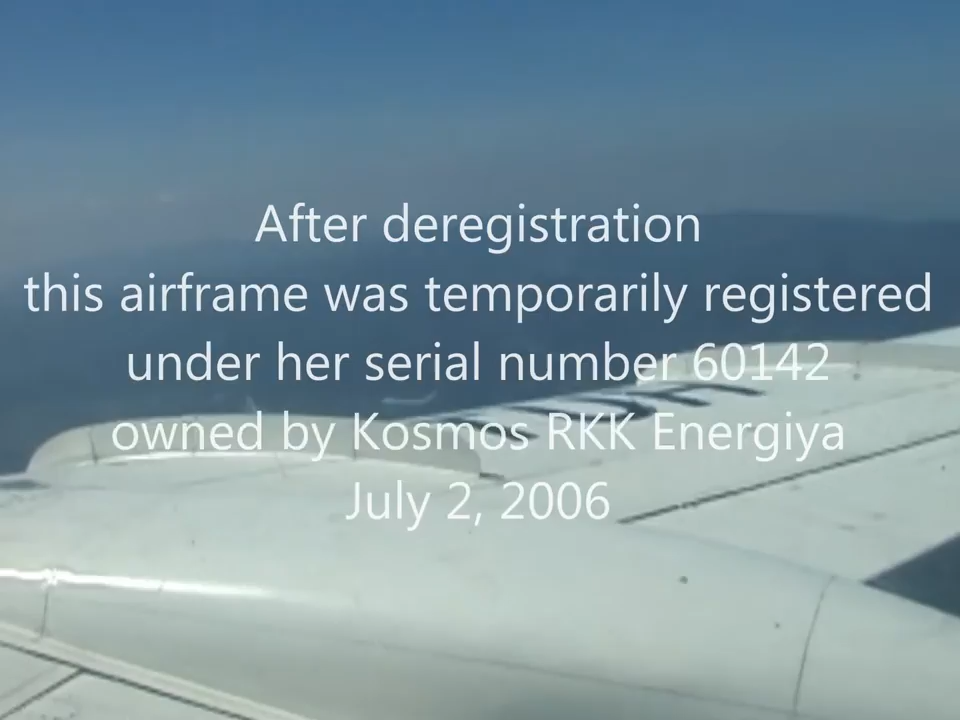 After deregistration
this airframe was temporarily registered
under her serial number 60142
owned by Kosmos RKK Energiya
July 2, 2006